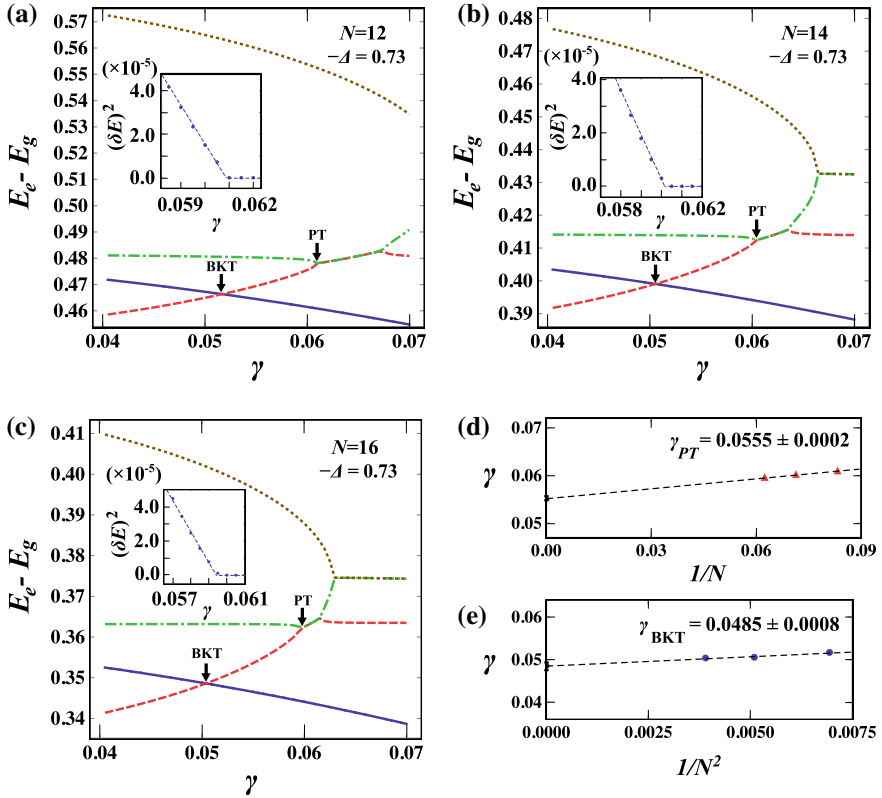 (a)
N=12
−Δ = 0.73
E_e - E_g
0.57
0.56
0.55
0.54
0.53
0.52
0.51
0.50
0.49
0.48
0.47
0.46
(×10⁻⁵)
(δE)²
4.0
2.0
0.0
0.059
0.062
γ
PT
BKT
0.04
0.05
0.06
0.07
γ
(b)
N=14
−Δ = 0.73
E_e - E_g
0.48
0.47
0.46
0.45
0.44
0.43
0.42
0.41
0.40
0.39
(×10⁻⁵)
(δE)²
4.0
2.0
0.0
0.058
0.062
γ
PT
BKT
0.04
0.05
0.06
0.07
γ
(c)
N=16
−Δ = 0.73
E_e - E_g
0.41
0.40
0.39
0.38
0.37
0.36
0.35
0.34
(×10⁻⁵)
(δE)²
4.0
2.0
0.0
0.057
0.061
γ
PT
BKT
0.04
0.05
0.06
0.07
γ
(d)
γ_PT = 0.0555 ± 0.0002
γ
0.07
0.06
0.05
0.00
0.03
0.06
0.09
1/N
(e)
γ_BKT = 0.0485 ± 0.0008
γ
0.06
0.05
0.04
0.0000
0.0025
0.0050
0.0075
1/N²